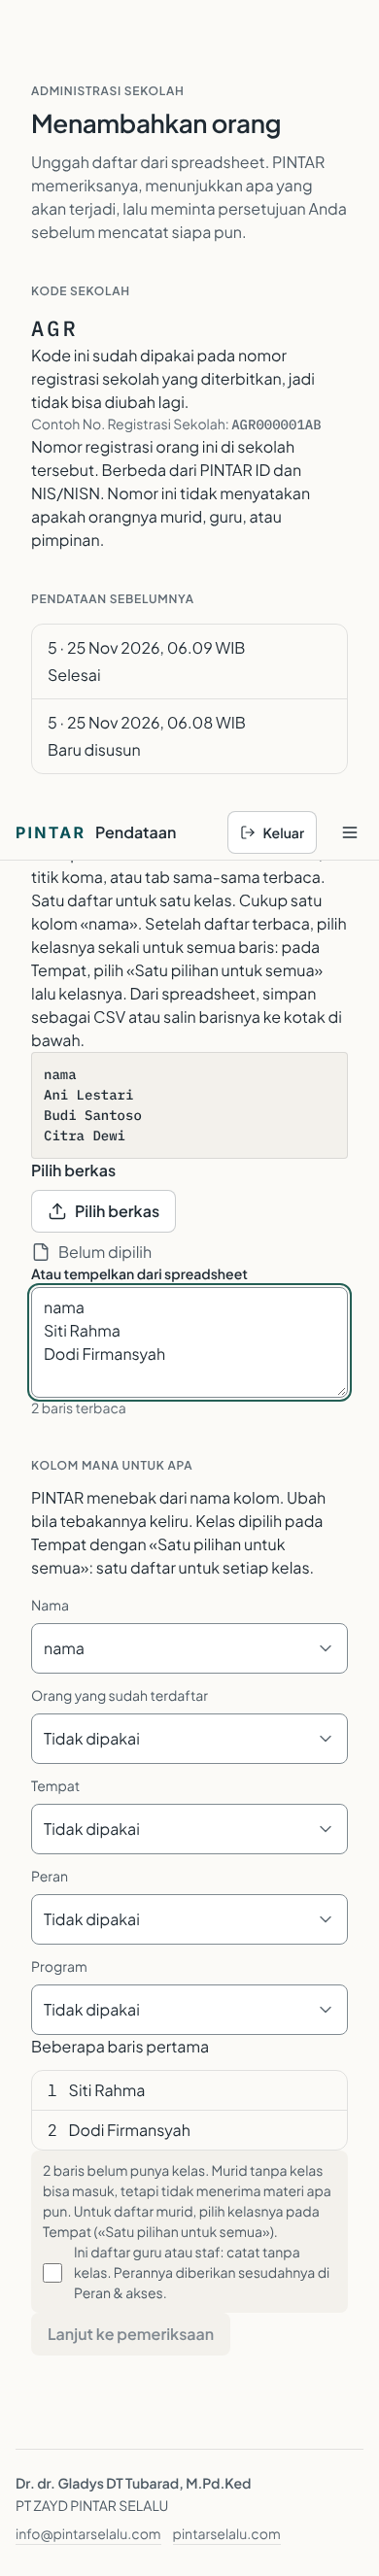 ADMINISTRASI SEKOLAH
Menambahkan orang
Unggah daftar dari spreadsheet. PINTAR
memeriksanya, menunjukkan apa yang
akan terjadi, lalu meminta persetujuan Anda
sebelum mencatat siapa pun.
KODE SEKOLAH
AGR
Kode ini sudah dipakai pada nomor
registrasi sekolah yang diterbitkan, jadi
tidak bisa diubah lagi.
Contoh No. Registrasi Sekolah: AGR000001AB
Nomor registrasi orang ini di sekolah
tersebut. Berbeda dari PINTAR ID dan
NIS/NISN. Nomor ini tidak menyatakan
apakah orangnya murid, guru, atau
pimpinan.
PENDATAAN SEBELUMNYA
5 · 25 Nov 2026, 06.09 WIB
Selesai
5 · 25 Nov 2026, 06.08 WIB
Baru disusun
PINTAR Pendataan
Keluar
titik koma, atau tab sama-sama terbaca.
Satu daftar untuk satu kelas. Cukup satu
kolom «nama». Setelah daftar terbaca, pilih
kelasnya sekali untuk semua baris: pada
Tempat, pilih «Satu pilihan untuk semua»
lalu kelasnya. Dari spreadsheet, simpan
sebagai CSV atau salin barisnya ke kotak di
bawah.
nama
Ani Lestari
Budi Santoso
Citra Dewi
Pilih berkas
Pilih berkas
Belum dipilih
Atau tempelkan dari spreadsheet
nama
Siti Rahma
Dodi Firmansyah
2 baris terbaca
KOLOM MANA UNTUK APA
PINTAR menebak dari nama kolom. Ubah
bila tebakannya keliru. Kelas dipilih pada
Tempat dengan «Satu pilihan untuk
semua»: satu daftar untuk setiap kelas.
Nama
nama
Orang yang sudah terdaftar
Tidak dipakai
Tempat
Tidak dipakai
Peran
Tidak dipakai
Program
Tidak dipakai
Beberapa baris pertama
1 Siti Rahma
2 Dodi Firmansyah
2 baris belum punya kelas. Murid tanpa kelas
bisa masuk, tetapi tidak menerima materi apa
pun. Untuk daftar murid, pilih kelasnya pada
Tempat («Satu pilihan untuk semua»).
Ini daftar guru atau staf: catat tanpa
kelas. Perannya diberikan sesudahnya di
Peran & akses.
Lanjut ke pemeriksaan
Dr. dr. Gladys DT Tubarad, M.Pd.Ked
PT ZAYD PINTAR SELALU
info@pintarselalu.com pintarselalu.com